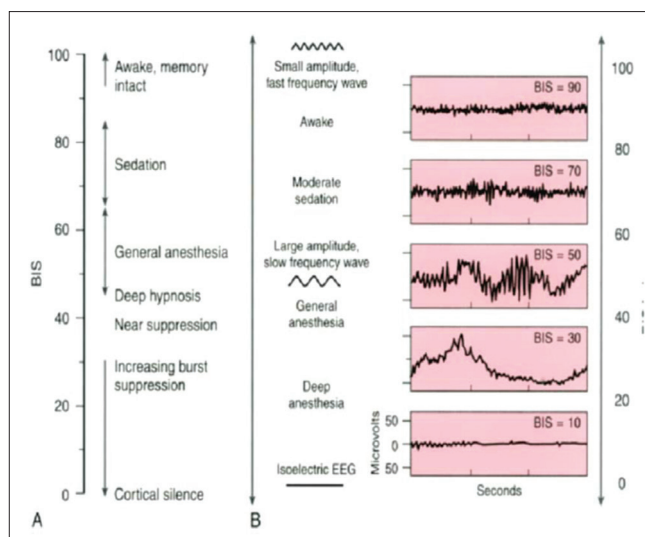 100
80
60
40
20
0
BIS
Awake, memory
intact
Sedation
General anesthesia
Deep hypnosis
Near suppression
Increasing burst
suppression
Cortical silence
A
B
Small amplitude,
fast frequency wave
Awake
Moderate
sedation
Large amplitude,
slow frequency wave
General
anesthesia
Deep
anesthesia
Isoelectric EEG
BIS = 90
BIS = 70
BIS = 50
BIS = 30
BIS = 10
Microvolts
50
0
50
Seconds
100
80
60
40
20
0